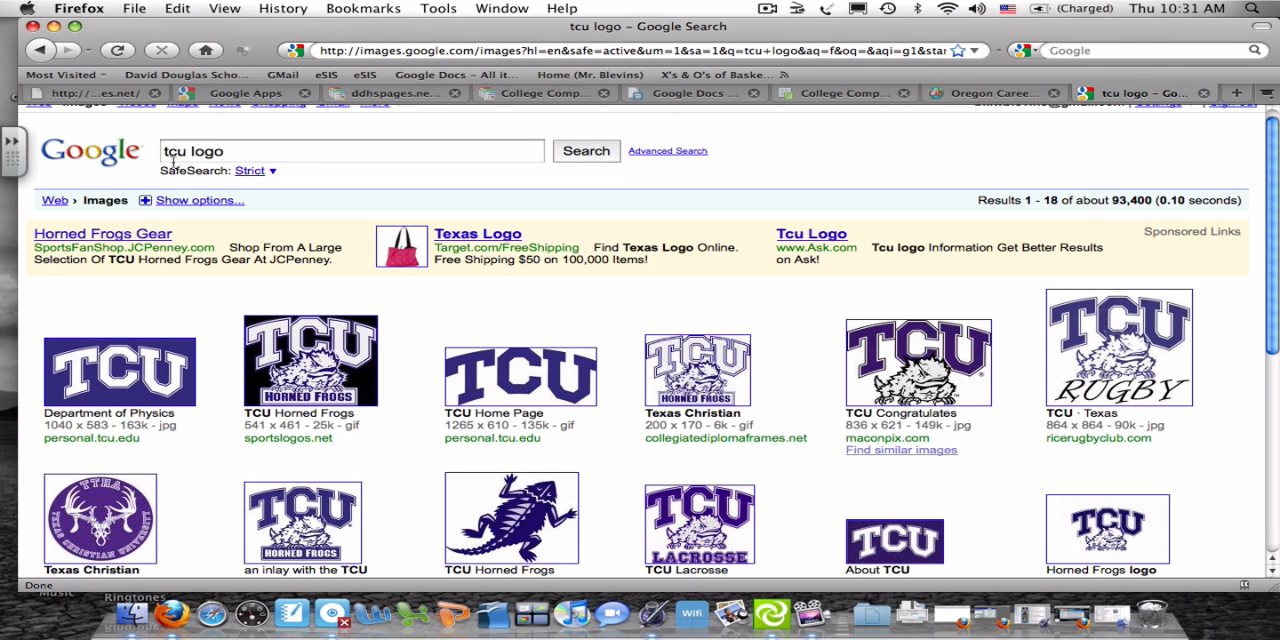 Firefox File Edit View History Bookmarks Tools Window Help (Charged) Thu 10:31 AM
tcu logo - Google Search
http://images.google.com/images?hl=en&safe=active&um=1&sa=1&q=tcu+logo&aq=f&oq=&aqi=g1&star Google
Most Visited David Douglas Scho... GMail eSIS eSIS Google Docs - All it... Home (Mr. Blevins) X's & O's of Baske...
http://...es.net/ Google Apps ddhspages.ne... College Comp... Google Docs ... College Comp... Oregon Caree... tcu logo - Go...
Google tcu logo Search Advanced Search
SafeSearch: Strict
Web › Images Show options... Results 1 - 18 of about 93,400 (0.10 seconds)
Horned Frogs Gear Texas Logo Tcu Logo Sponsored Links
SportsFanShop.JCPenney.com Shop From A Large Target.com/FreeShipping Find Texas Logo Online. www.Ask.com Tcu logo Information Get Better Results
Selection Of TCU Horned Frogs Gear At JCPenney. Free Shipping $50 on 100,000 Items! on Ask!
TCU TCU HORNED FROGS TCU TCU HORNED FROGS TCU TCU RUGBY
Department of Physics TCU Horned Frogs TCU Home Page Texas Christian TCU Congratulates TCU · Texas
1040 x 583 - 163k - jpg 541 x 461 - 25k - gif 1265 x 610 - 135k - gif 200 x 170 - 6k - gif 836 x 621 - 149k - jpg 864 x 864 - 90k - jpg
personal.tcu.edu sportslogos.net personal.tcu.edu collegiatediplomaframes.net maconpix.com ricerugbyclub.com
Find similar images
TTHA TEXAS CHRISTIAN UNIVERSITY TCU HORNED FROGS TCU LACROSSE TCU TCU
Texas Christian an inlay with the TCU TCU Horned Frogs TCU Lacrosse About TCU Horned Frogs logo
Done
Music Ringtones
Wifi